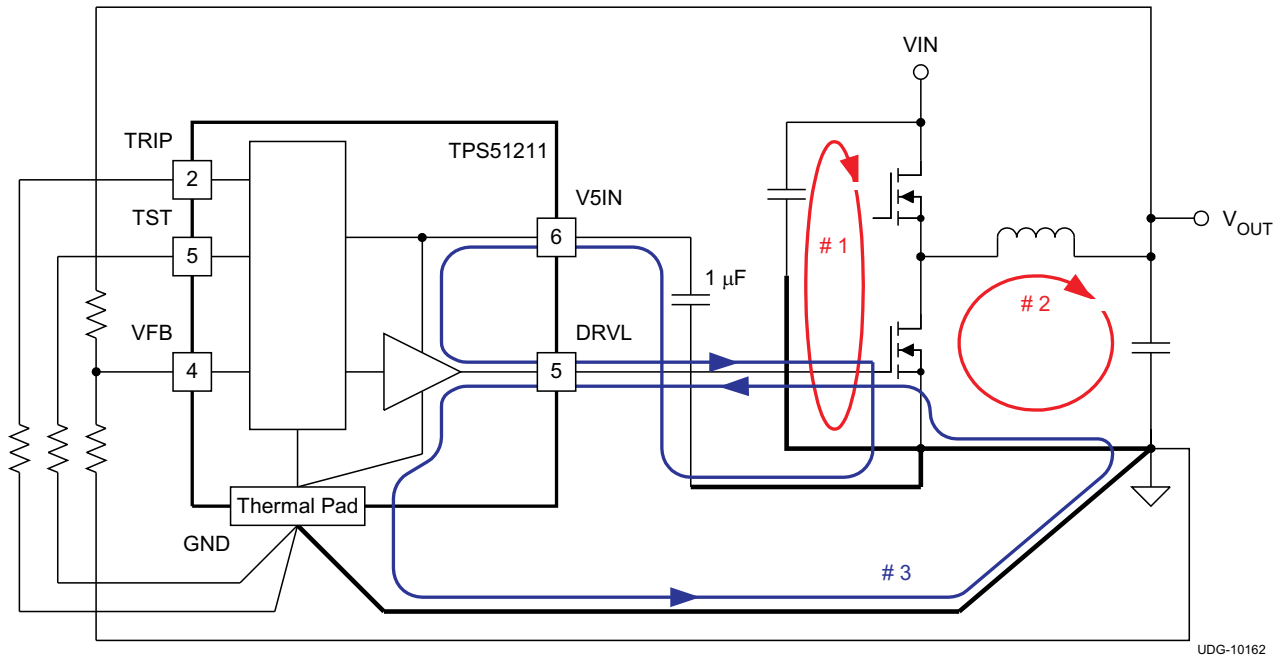 VIN
TRIP
TPS51211
2
V5IN
TST
6
# 1
VOUT
5
1 μF
# 2
VFB
DRVL
4
5
Thermal Pad
GND
# 3
UDG-10162